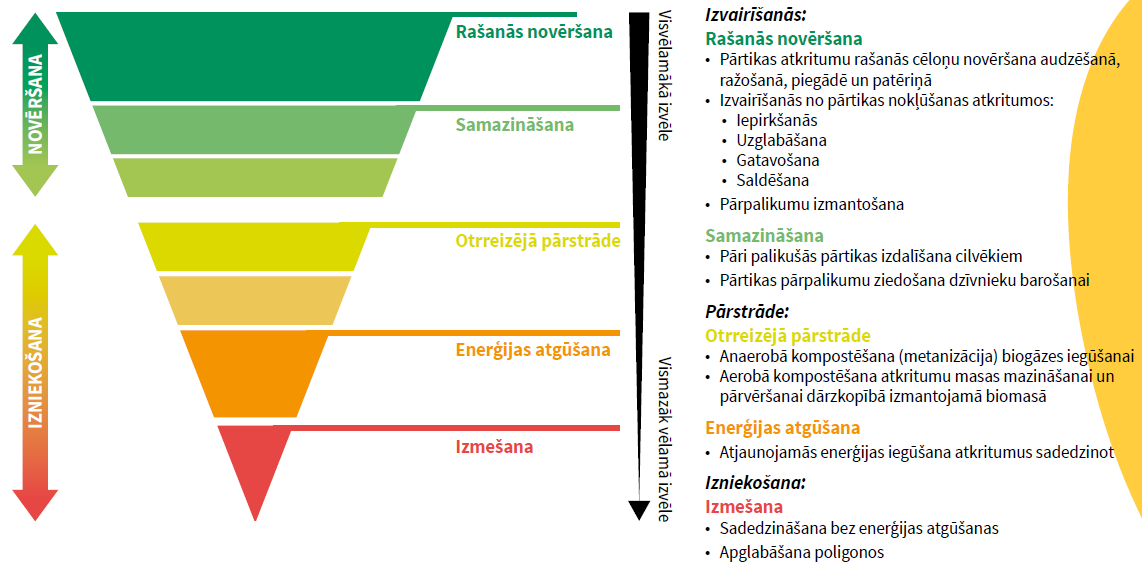 NOVĒRŠANA
IZNIEKOŠANA
Rašanās novēršana
Samazināšana
Otrreizējā pārstrāde
Enerģijas atgūšana
Izmešana
Visvēlamākā izvēle
Vismazāk vēlamā izvēle
Izvairīšanās:
Rašanās novēršana
• Pārtikas atkritumu rašanās cēloņu novēršana audzēšanā,
ražošanā, piegādē un patēriņā
• Izvairīšanās no pārtikas nokļūšanas atkritumos:
• Iepirkšanās
• Uzglabāšana
• Gatavošana
• Saldēšana
• Pārpalikumu izmantošana
Samazināšana
• Pāri palikušās pārtikas izdalīšana cilvēkiem
• Pārtikas pārpalikumu ziedošana dzīvnieku barošanai
Pārstrāde:
Otrreizējā pārstrāde
• Anaerobā kompostēšana (metanizācija) biogāzes iegūšanai
• Aerobā kompostēšana atkritumu masas mazināšanai un
pārvēršanai dārzkopībā izmantojamā biomasā
Enerģijas atgūšana
• Atjaunojamās enerģijas iegūšana atkritumus sadedzinot
Izniekošana:
Izmešana
• Sadedzināšana bez enerģijas atgūšanas
• Apglabāšana poligonos